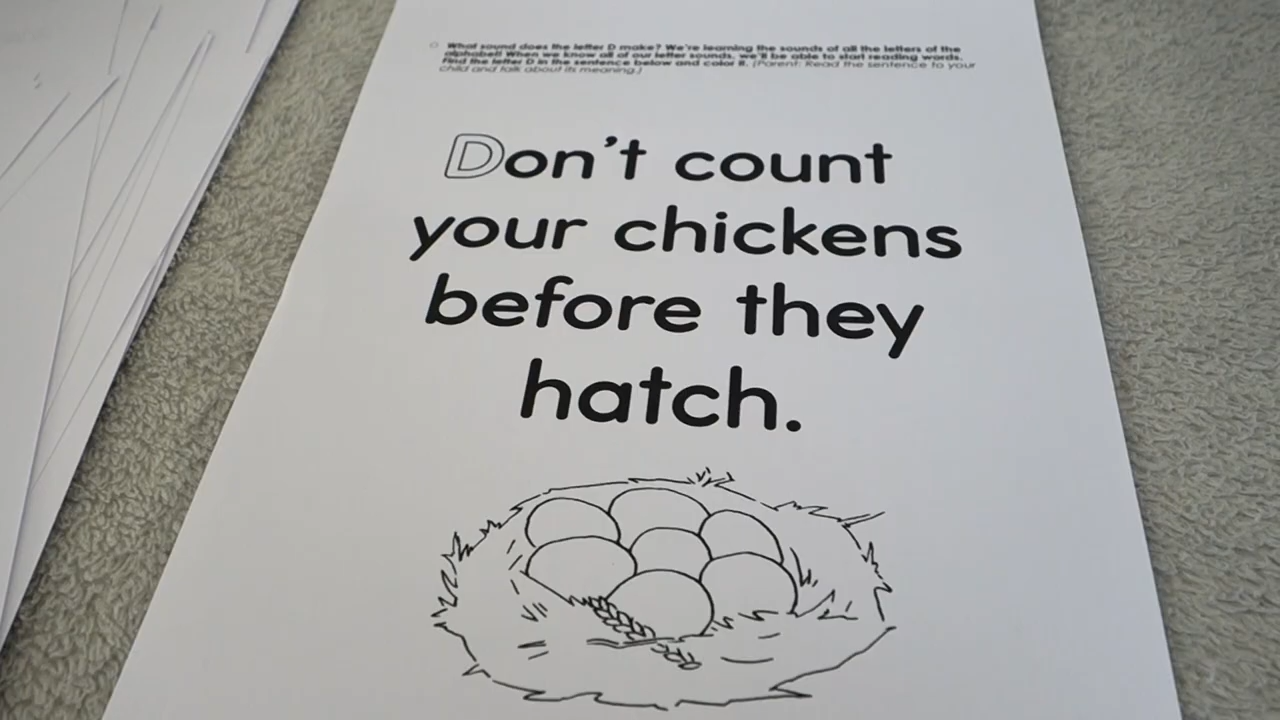 What sound does the letter D make? We're learning the sounds of all the letters of the
alphabet! When we know all of our letter sounds, we'll be able to start reading words.
Find the letter D in the sentence below and color it. (Parent: Read the sentence to your
child and talk about its meaning.)
Don't count
your chickens
before they
hatch.